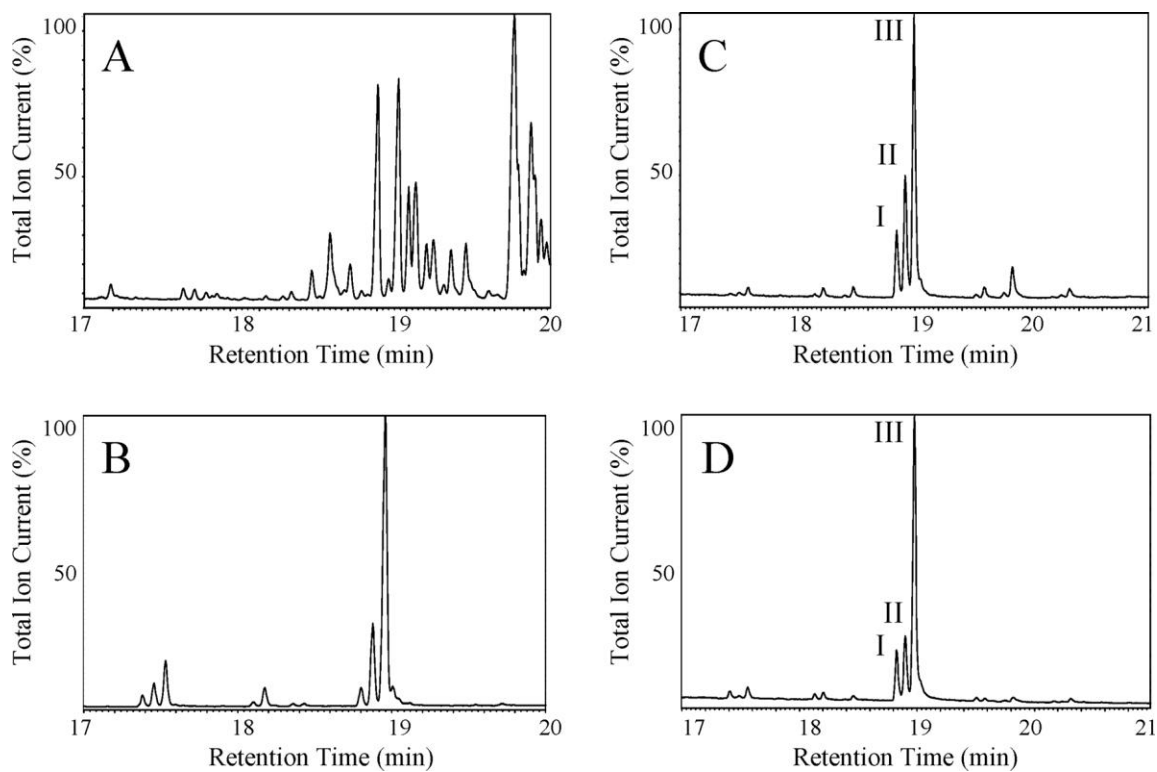 A
100
50
Total Ion Current (%)
17 18 19 20
Retention Time (min)
C
100
50
Total Ion Current (%)
I
II
III
17 18 19 20 21
Retention Time (min)
B
100
50
Total Ion Current (%)
17 18 19 20
Retention Time (min)
D
100
50
Total Ion Current (%)
I
II
III
17 18 19 20 21
Retention Time (min)